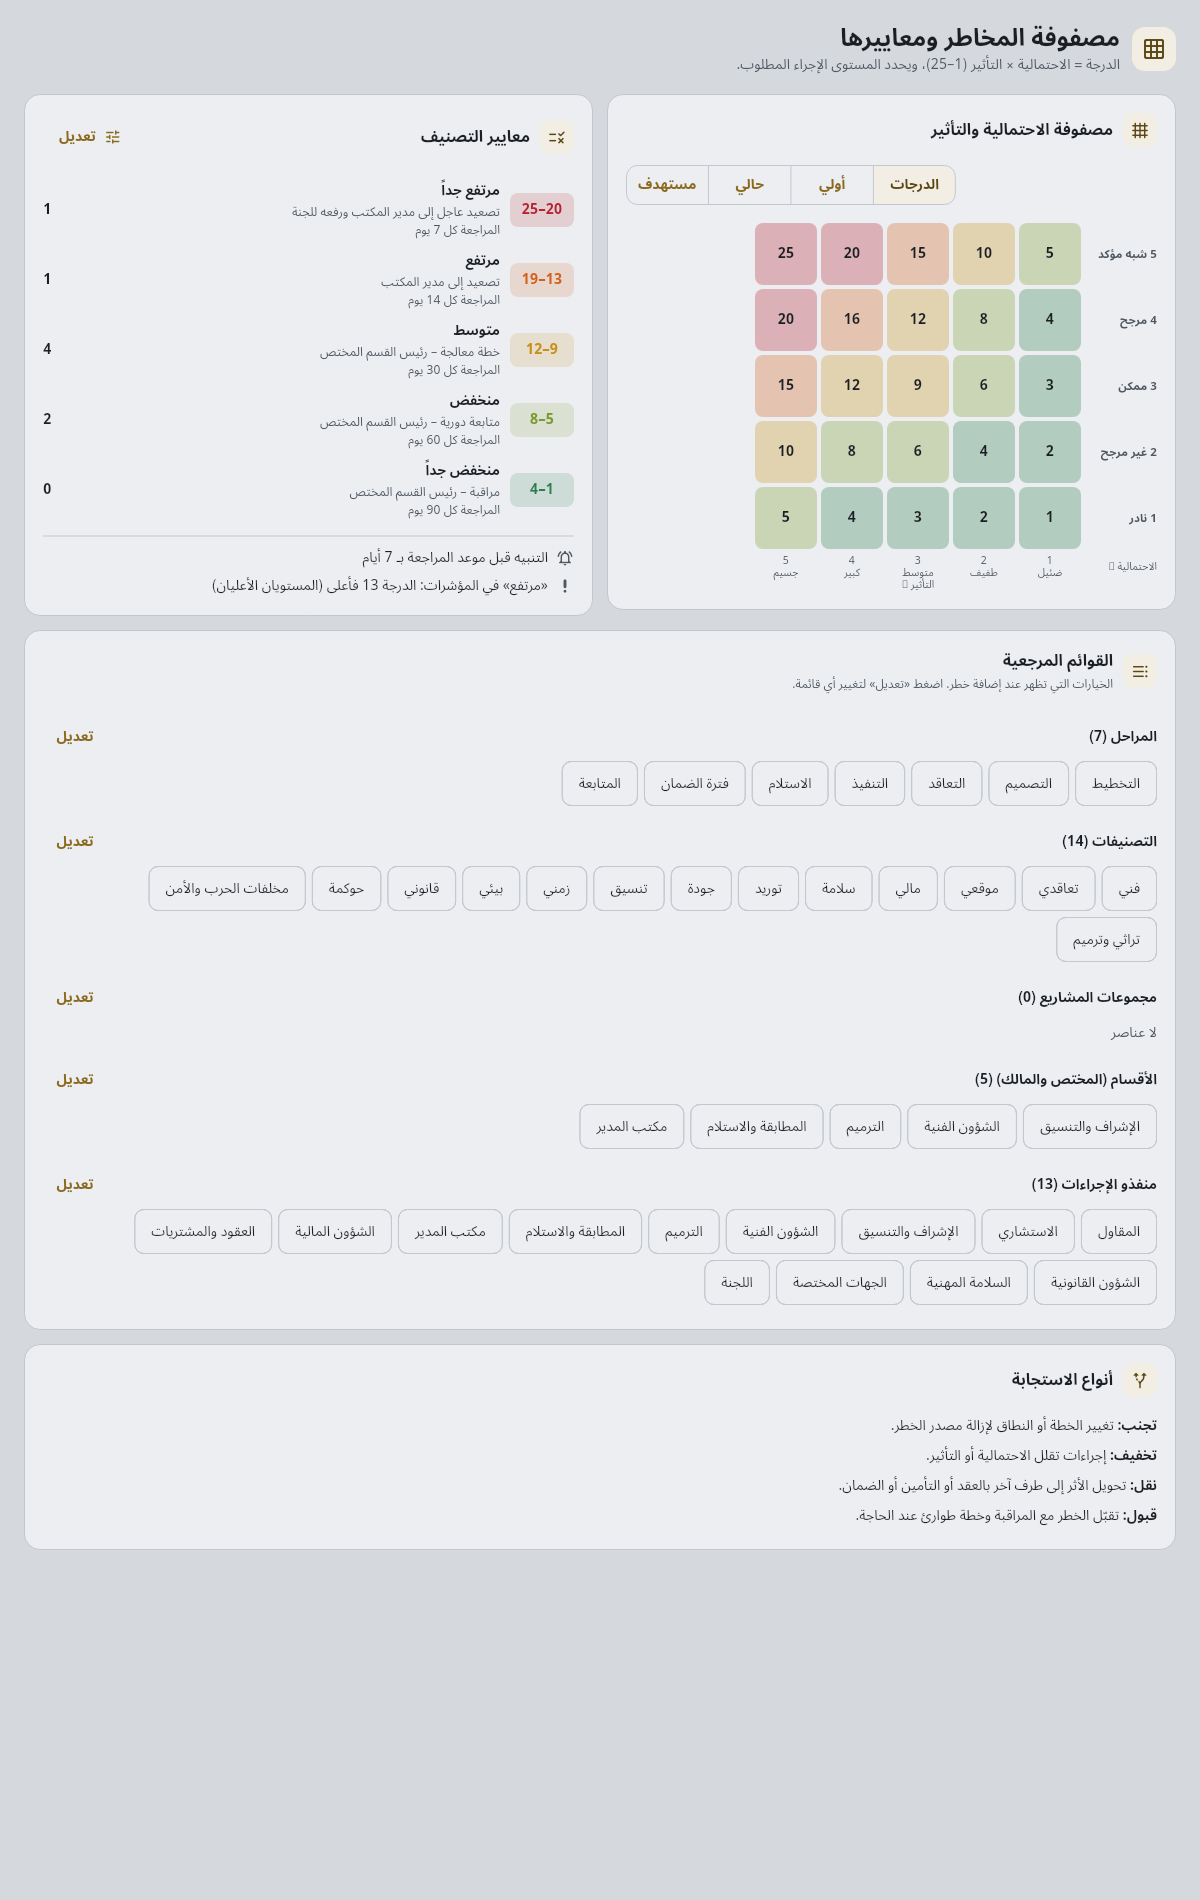 مصفوفة المخاطر ومعاييرها
الدرجة = الاحتمالية × التأثير (1–25)، ويحدد المستوى الإجراء المطلوب.
مصفوفة الاحتمالية والتأثير
الدرجات أولي حالي مستهدف
5 شبه مؤكد 5 10 15 20 25
4 مرجح 4 8 12 16 20
3 ممكن 3 6 9 12 15
2 غير مرجح 2 4 6 8 10
1 نادر 1 2 3 4 5
الاحتمالية
1 2 3 4 5
ضئيل طفيف متوسط كبير جسيم
التأثير
معايير التصنيف
تعديل
20–25 مرتفع جداً 1
تصعيد عاجل إلى مدير المكتب ورفعه للجنة
المراجعة كل 7 يوم
13–19 مرتفع 1
تصعيد إلى مدير المكتب
المراجعة كل 14 يوم
9–12 متوسط 4
خطة معالجة – رئيس القسم المختص
المراجعة كل 30 يوم
5–8 منخفض 2
متابعة دورية – رئيس القسم المختص
المراجعة كل 60 يوم
1–4 منخفض جداً 0
مراقبة – رئيس القسم المختص
المراجعة كل 90 يوم
التنبيه قبل موعد المراجعة بـ 7 أيام
«مرتفع» في المؤشرات: الدرجة 13 فأعلى (المستويان الأعليان)
القوائم المرجعية
الخيارات التي تظهر عند إضافة خطر. اضغط «تعديل» لتغيير أي قائمة.
المراحل (7) تعديل
التخطيط التصميم التعاقد التنفيذ الاستلام فترة الضمان المتابعة
التصنيفات (14) تعديل
فني تعاقدي موقعي مالي سلامة توريد جودة تنسيق زمني بيئي قانوني حوكمة مخلفات الحرب والأمن
تراثي وترميم
مجموعات المشاريع (0) تعديل
لا عناصر
الأقسام (المختص والمالك) (5) تعديل
الإشراف والتنسيق الشؤون الفنية الترميم المطابقة والاستلام مكتب المدير
منفذو الإجراءات (13) تعديل
المقاول الاستشاري الإشراف والتنسيق الشؤون الفنية الترميم المطابقة والاستلام مكتب المدير الشؤون المالية العقود والمشتريات
الشؤون القانونية السلامة المهنية الجهات المختصة اللجنة
أنواع الاستجابة
تجنب: تغيير الخطة أو النطاق لإزالة مصدر الخطر.
تخفيف: إجراءات تقلل الاحتمالية أو التأثير.
نقل: تحويل الأثر إلى طرف آخر بالعقد أو التأمين أو الضمان.
قبول: تقبّل الخطر مع المراقبة وخطة طوارئ عند الحاجة.